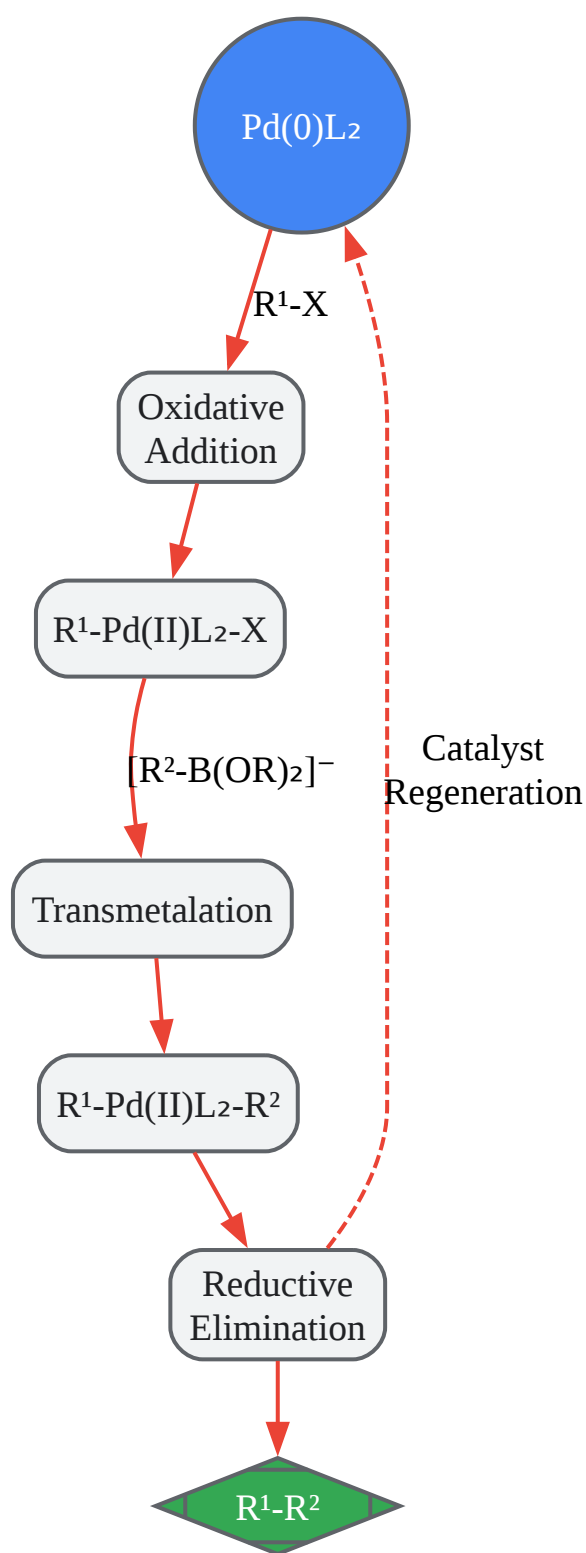 Pd(0)L₂
R¹-X
Oxidative
Addition
R¹-Pd(II)L₂-X
[R²-B(OR)₂]⁻
Catalyst
Regeneration
Transmetalation
R¹-Pd(II)L₂-R²
Reductive
Elimination
R¹-R²